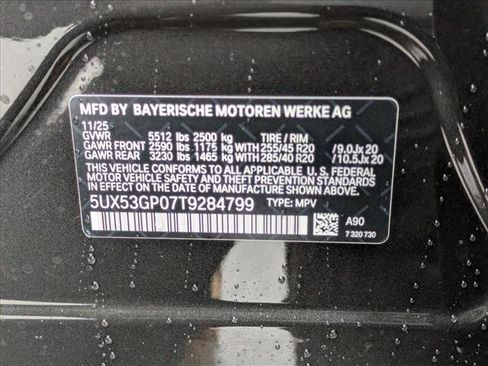 MFD BY BAYERISCHE MOTOREN WERKE AG
11/25
GVWR 5512 lbs 2500 kg TIRE / RIM
GAWR FRONT 2590 lbs 1175 kg WITH 255/45 R20 /9.0Jx 20
GAWR REAR 3230 lbs 1465 kg WITH 285/40 R20 /10.5Jx 20
THIS VEHICLE CONFORMS TO ALL APPLICABLE U.S. FEDERAL
MOTOR VEHICLE SAFETY AND THEFT PREVENTION STANDARDS IN
EFFECT ON THE DATE OF MANUFACTURE SHOWN ABOVE.
5UX53GP07T9284799 TYPE: MPV
A90
7 320 730